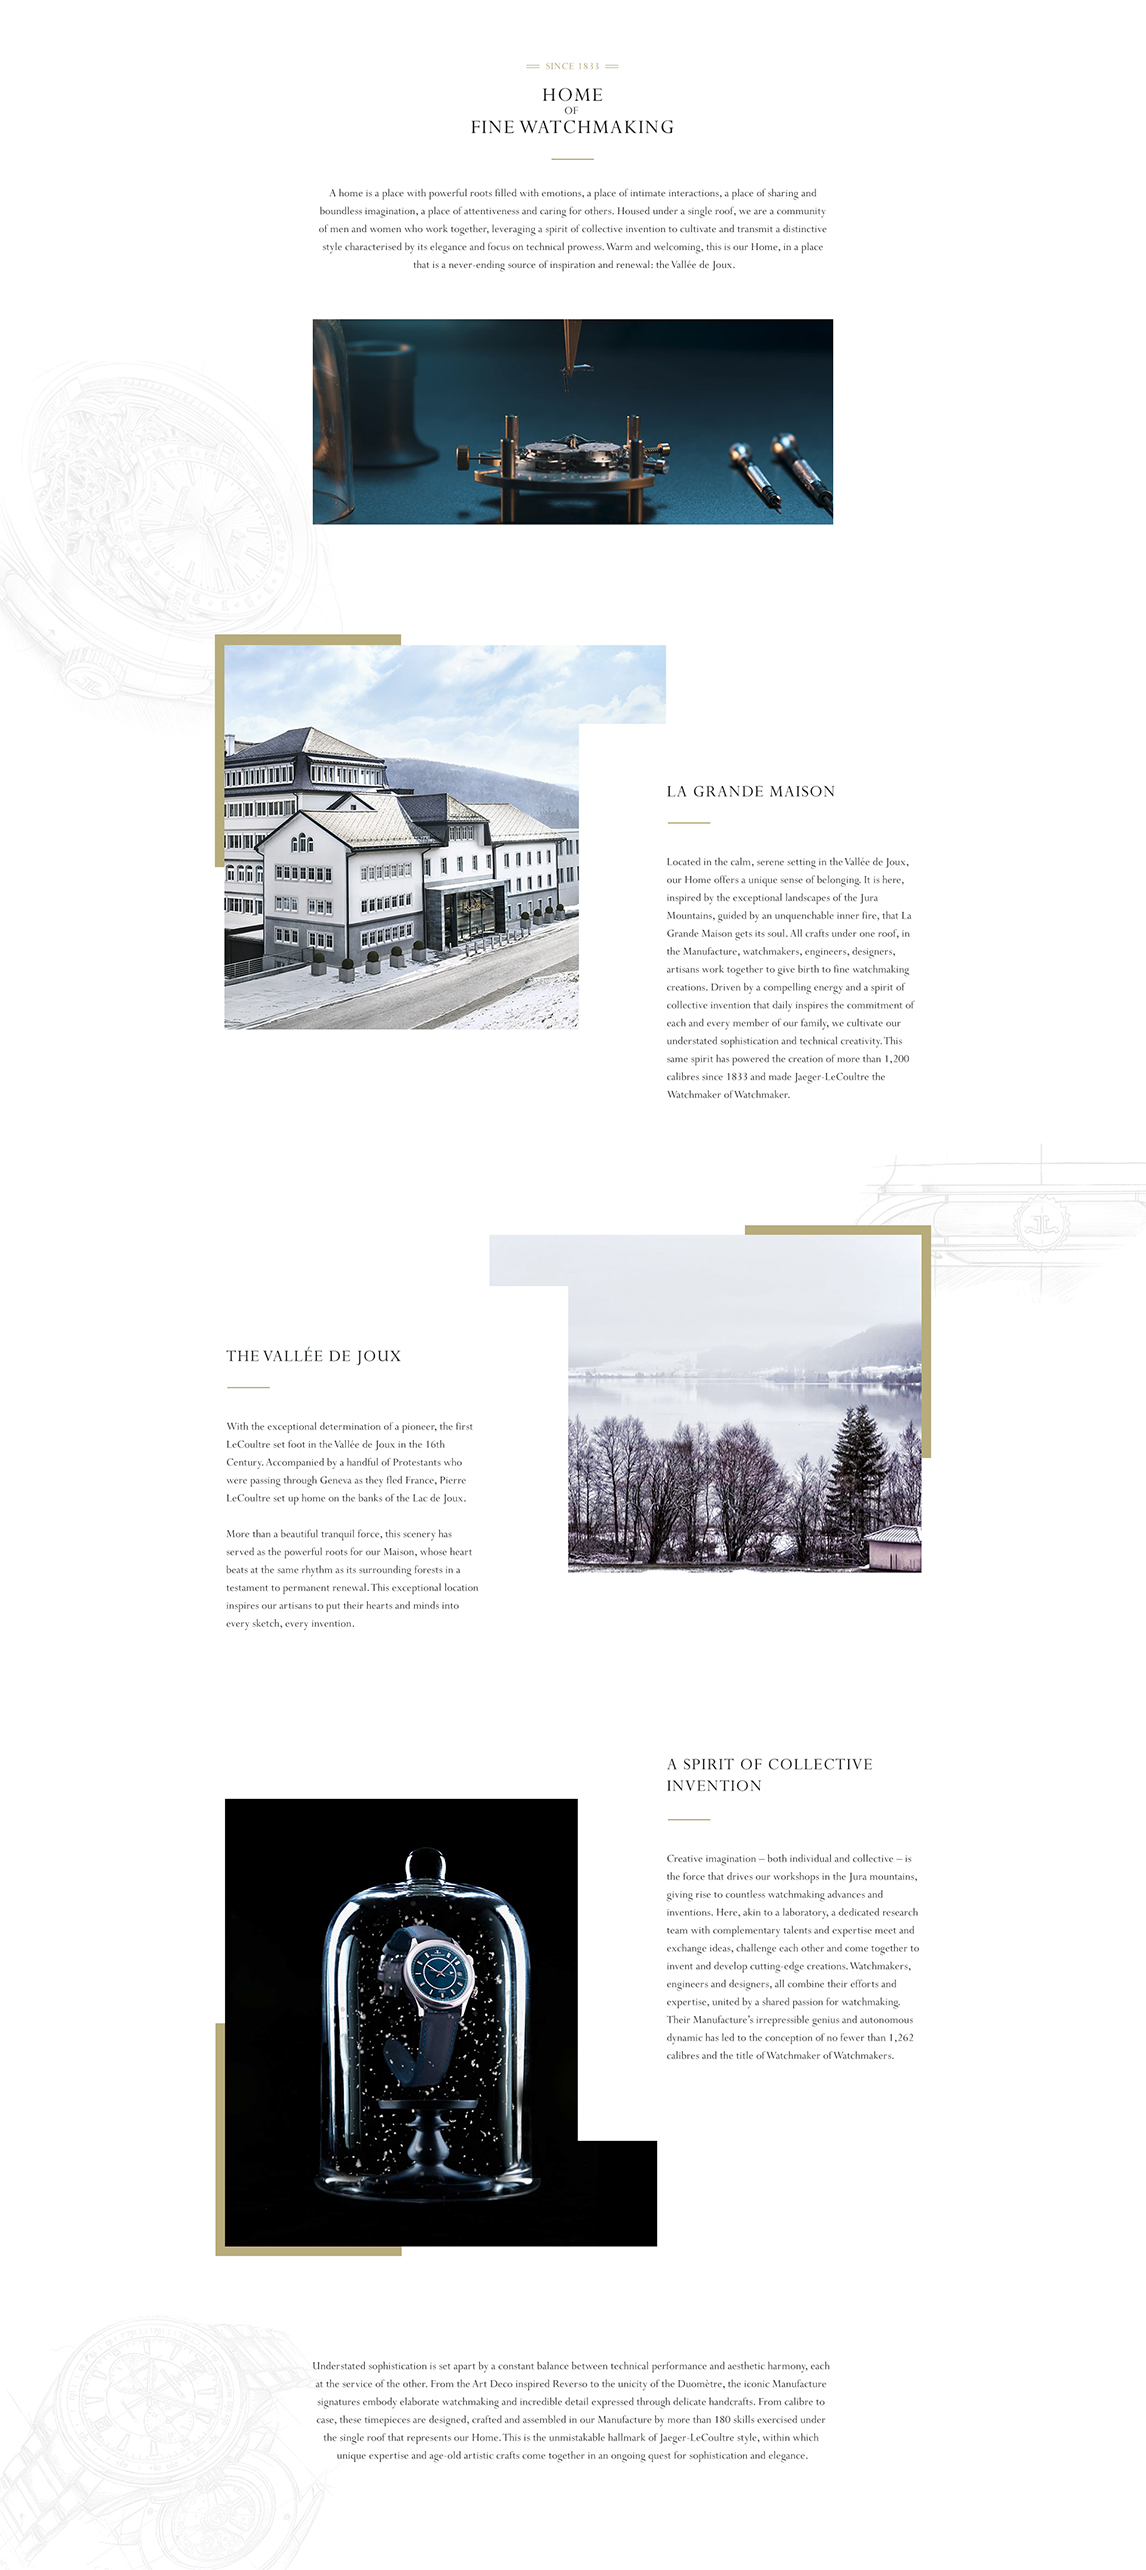 SINCE 1833
HOME
OF
FINE WATCHMAKING
A home is a place with powerful roots filled with emotions, a place of intimate interactions, a place of sharing and
boundless imagination, a place of attentiveness and caring for others. Housed under a single roof, we are a community
of men and women who work together, leveraging a spirit of collective invention to cultivate and transmit a distinctive
style characterised by its elegance and focus on technical prowess. Warm and welcoming, this is our Home, in a place
that is a never-ending source of inspiration and renewal: the Vallée de Joux.
LA GRANDE MAISON
Located in the calm, serene setting in the Vallée de Joux,
our Home offers a unique sense of belonging. It is here,
inspired by the exceptional landscapes of the Jura
Mountains, guided by an unquenchable inner fire, that La
Grande Maison gets its soul. All crafts under one roof, in
the Manufacture, watchmakers, engineers, designers,
artisans work together to give birth to fine watchmaking
creations. Driven by a compelling energy and a spirit of
collective invention that daily inspires the commitment of
each and every member of our family, we cultivate our
understated sophistication and technical creativity. This
same spirit has powered the creation of more than 1,200
calibres since 1833 and made Jaeger-LeCoultre the
Watchmaker of Watchmaker.
THE VALLÉE DE JOUX
With the exceptional determination of a pioneer, the first
LeCoultre set foot in the Vallée de Joux in the 16th
Century. Accompanied by a handful of Protestants who
were passing through Geneva as they fled France, Pierre
LeCoultre set up home on the banks of the Lac de Joux.
More than a beautiful tranquil force, this scenery has
served as the powerful roots for our Maison, whose heart
beats at the same rhythm as its surrounding forests in a
testament to permanent renewal. This exceptional location
inspires our artisans to put their hearts and minds into
every sketch, every invention.
A SPIRIT OF COLLECTIVE
INVENTION
Creative imagination – both individual and collective – is
the force that drives our workshops in the Jura mountains,
giving rise to countless watchmaking advances and
inventions. Here, akin to a laboratory, a dedicated research
team with complementary talents and expertise meet and
exchange ideas, challenge each other and come together to
invent and develop cutting-edge creations. Watchmakers,
engineers and designers, all combine their efforts and
expertise, united by a shared passion for watchmaking.
Their Manufacture’s irrepressible genius and autonomous
dynamic has led to the conception of no fewer than 1,262
calibres and the title of Watchmaker of Watchmakers.
Understated sophistication is set apart by a constant balance between technical performance and aesthetic harmony, each
at the service of the other. From the Art Deco inspired Reverso to the unicity of the Duomètre, the iconic Manufacture
signatures embody elaborate watchmaking and incredible detail expressed through delicate handcrafts. From calibre to
case, these timepieces are designed, crafted and assembled in our Manufacture by more than 180 skills exercised under
the single roof that represents our Home. This is the unmistakable hallmark of Jaeger-LeCoultre style, within which
unique expertise and age-old artistic crafts come together in an ongoing quest for sophistication and elegance.